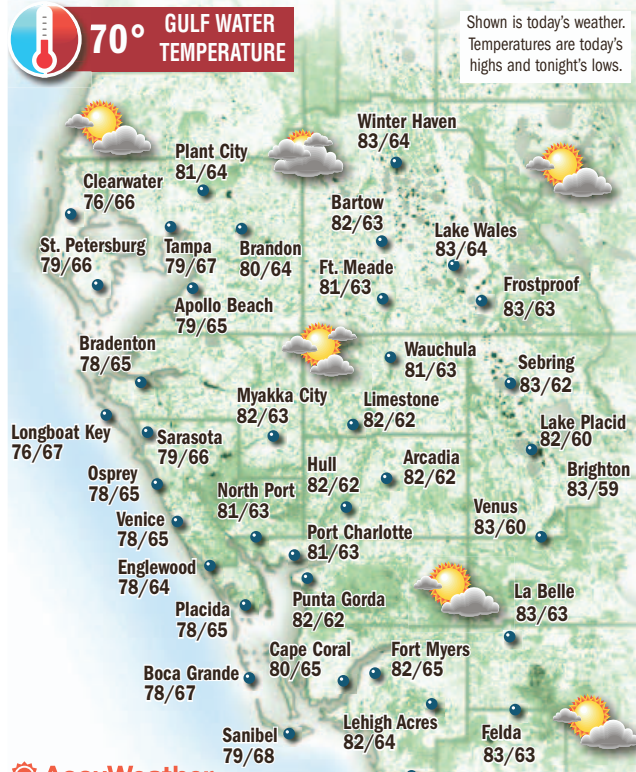 70° GULF WATER
TEMPERATURE
Shown is today's weather.
Temperatures are today's
highs and tonight's lows.
Winter Haven
83/64
Plant City
81/64
Clearwater
76/66
Bartow
82/63
Lake Wales
83/64
St. Petersburg
79/66
Tampa
79/67
Brandon
80/64
Ft. Meade
81/63
Frostproof
83/63
Apollo Beach
79/65
Bradenton
78/65
Wauchula
81/63
Sebring
83/62
Myakka City
82/63
Limestone
82/62
Lake Placid
82/60
Longboat Key
76/67
Sarasota
79/66
Brighton
83/59
Osprey
78/65
North Port
81/63
Hull
82/62
Arcadia
82/62
Venus
83/60
Venice
78/65
Port Charlotte
81/63
Englewood
78/64
Punta Gorda
82/62
La Belle
83/63
Placida
78/65
Cape Coral
80/65
Fort Myers
82/65
Boca Grande
78/67
Lehigh Acres
82/64
Felda
83/63
Sanibel
79/68
AccuWeather